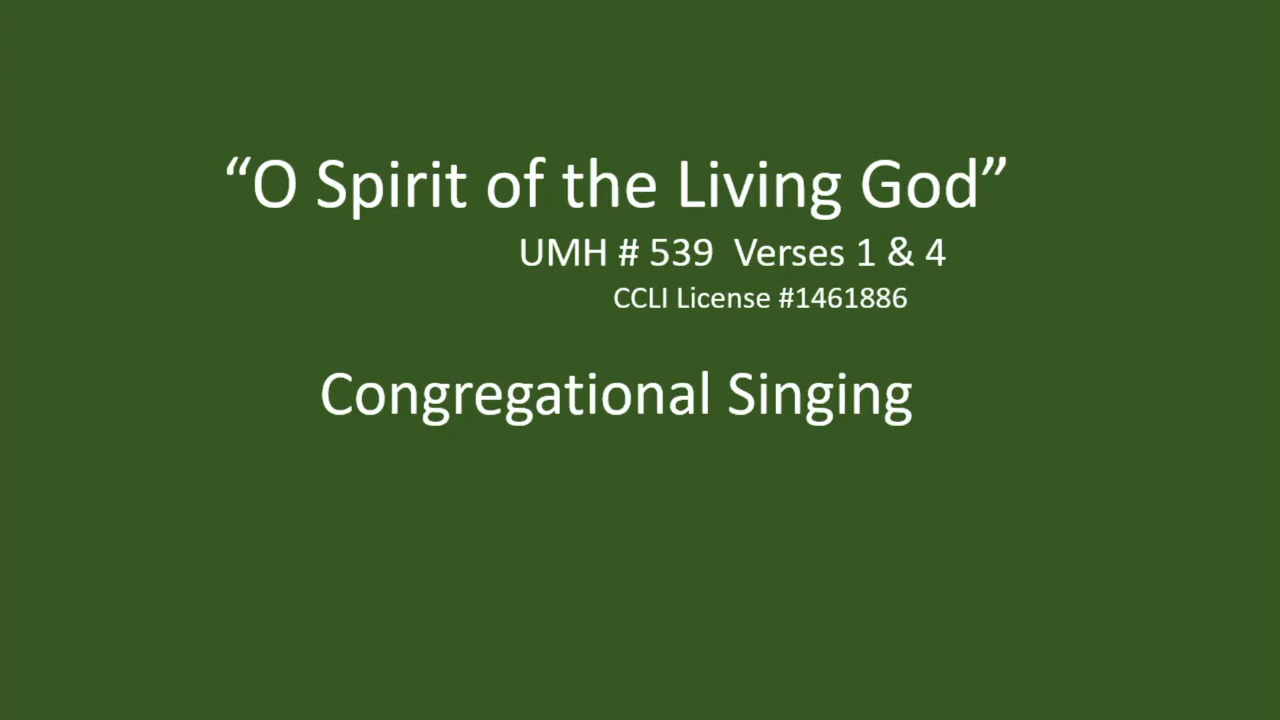 “O Spirit of the Living God”
UMH # 539  Verses 1 & 4
CCLI License #1461886
Congregational Singing